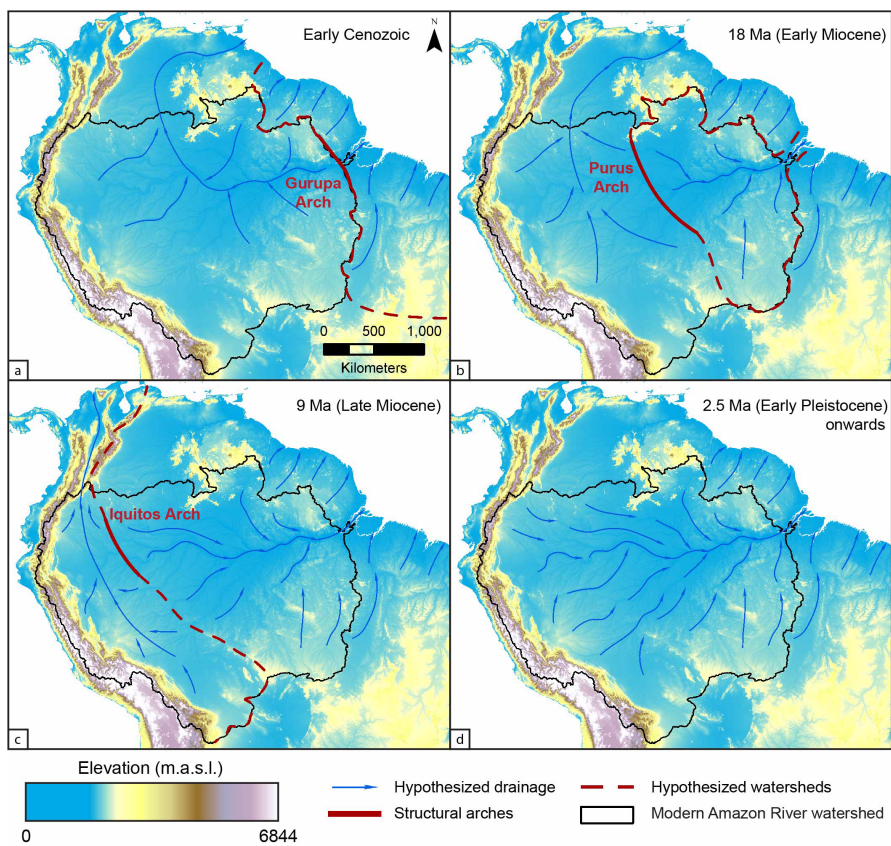 Early Cenozoic
N
Gurupa
Arch
0 500 1,000
Kilometers
a
18 Ma (Early Miocene)
Purus
Arch
b
9 Ma (Late Miocene)
Iquitos Arch
c
2.5 Ma (Early Pleistocene)
onwards
d
Elevation (m.a.s.l.)
0 6844
Hypothesized drainage
Structural arches
Hypothesized watersheds
Modern Amazon River watershed